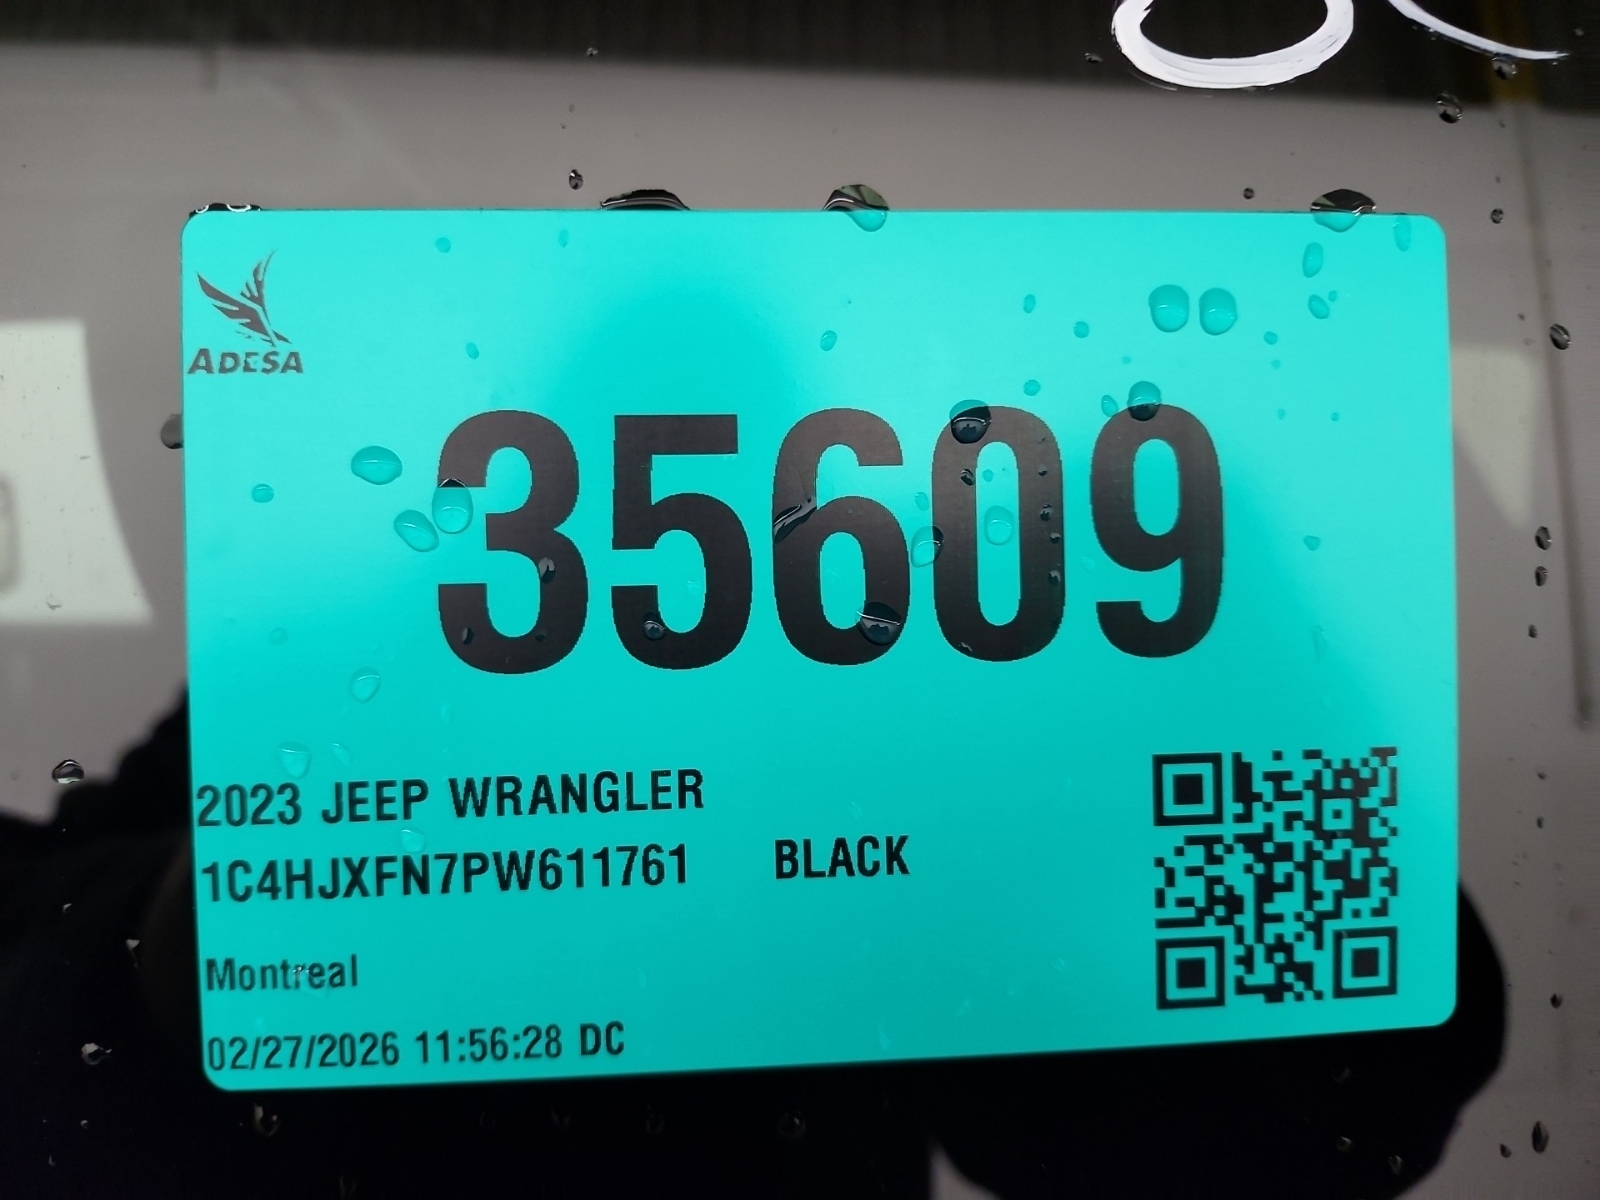 ADESA
35609
2023 JEEP WRANGLER
1C4HJXFN7PW611761 BLACK
Montreal
02/27/2026 11:56:28 DC